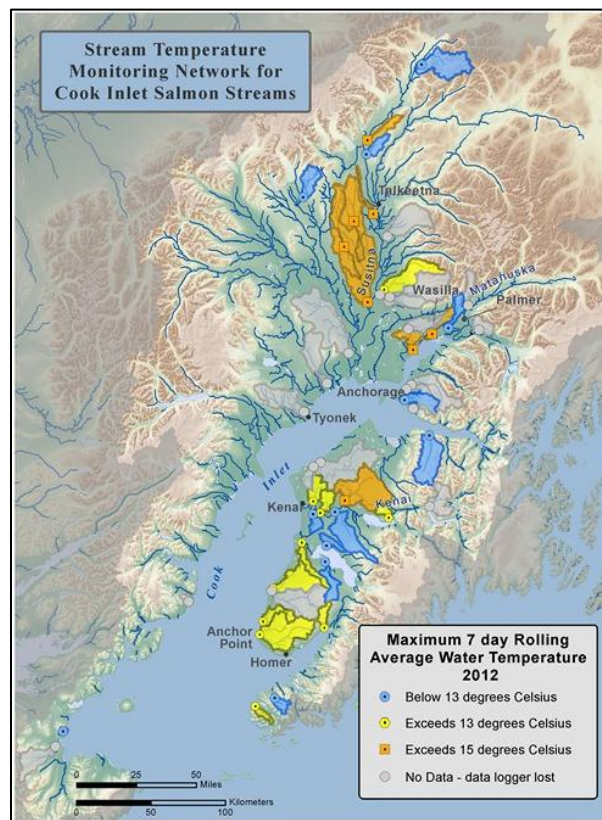 Stream Temperature
Monitoring Network for
Cook Inlet Salmon Streams
Talkeetna
Susitna
Matanuska
Wasilla
Palmer
Anchorage
Tyonek
Cook Inlet
Kenai
Kenai
Anchor
Point
Homer
Maximum 7 day Rolling
Average Water Temperature
2012
Below 13 degrees Celsius
Exceeds 13 degrees Celsius
Exceeds 15 degrees Celsius
No Data - data logger lost
0 25 50
Miles
0 50 100
Kilometers